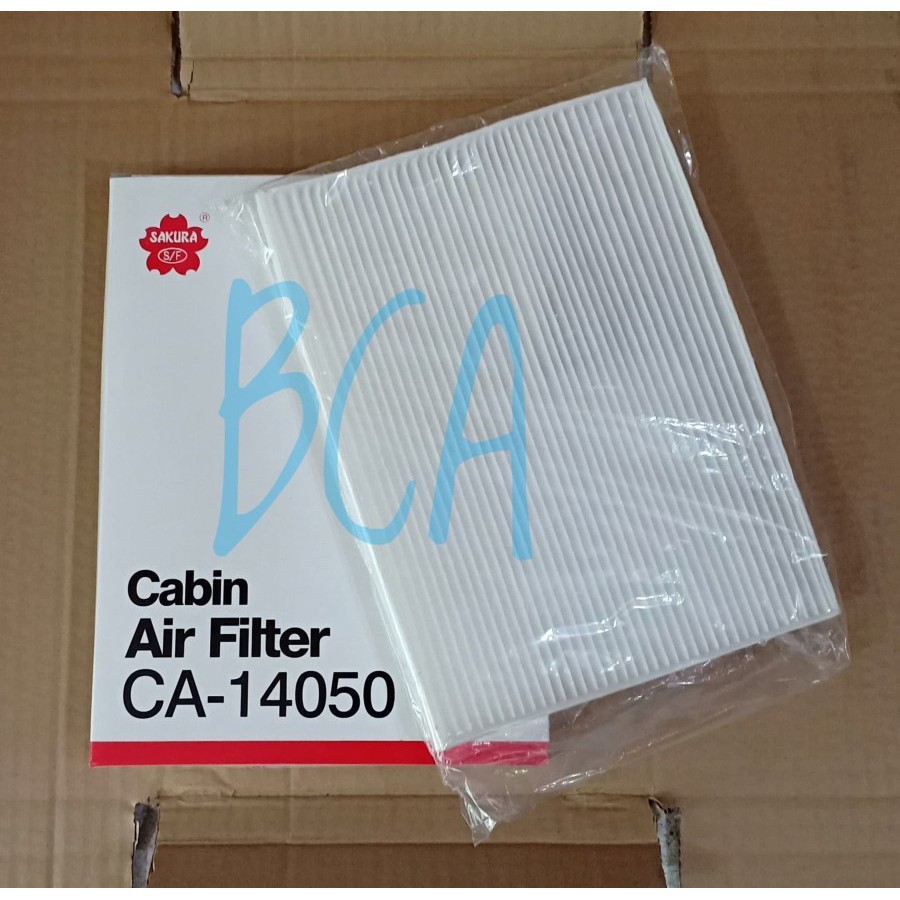 SAKURA
®
S/F
BCA
Cabin
Air Filter
CA-14050